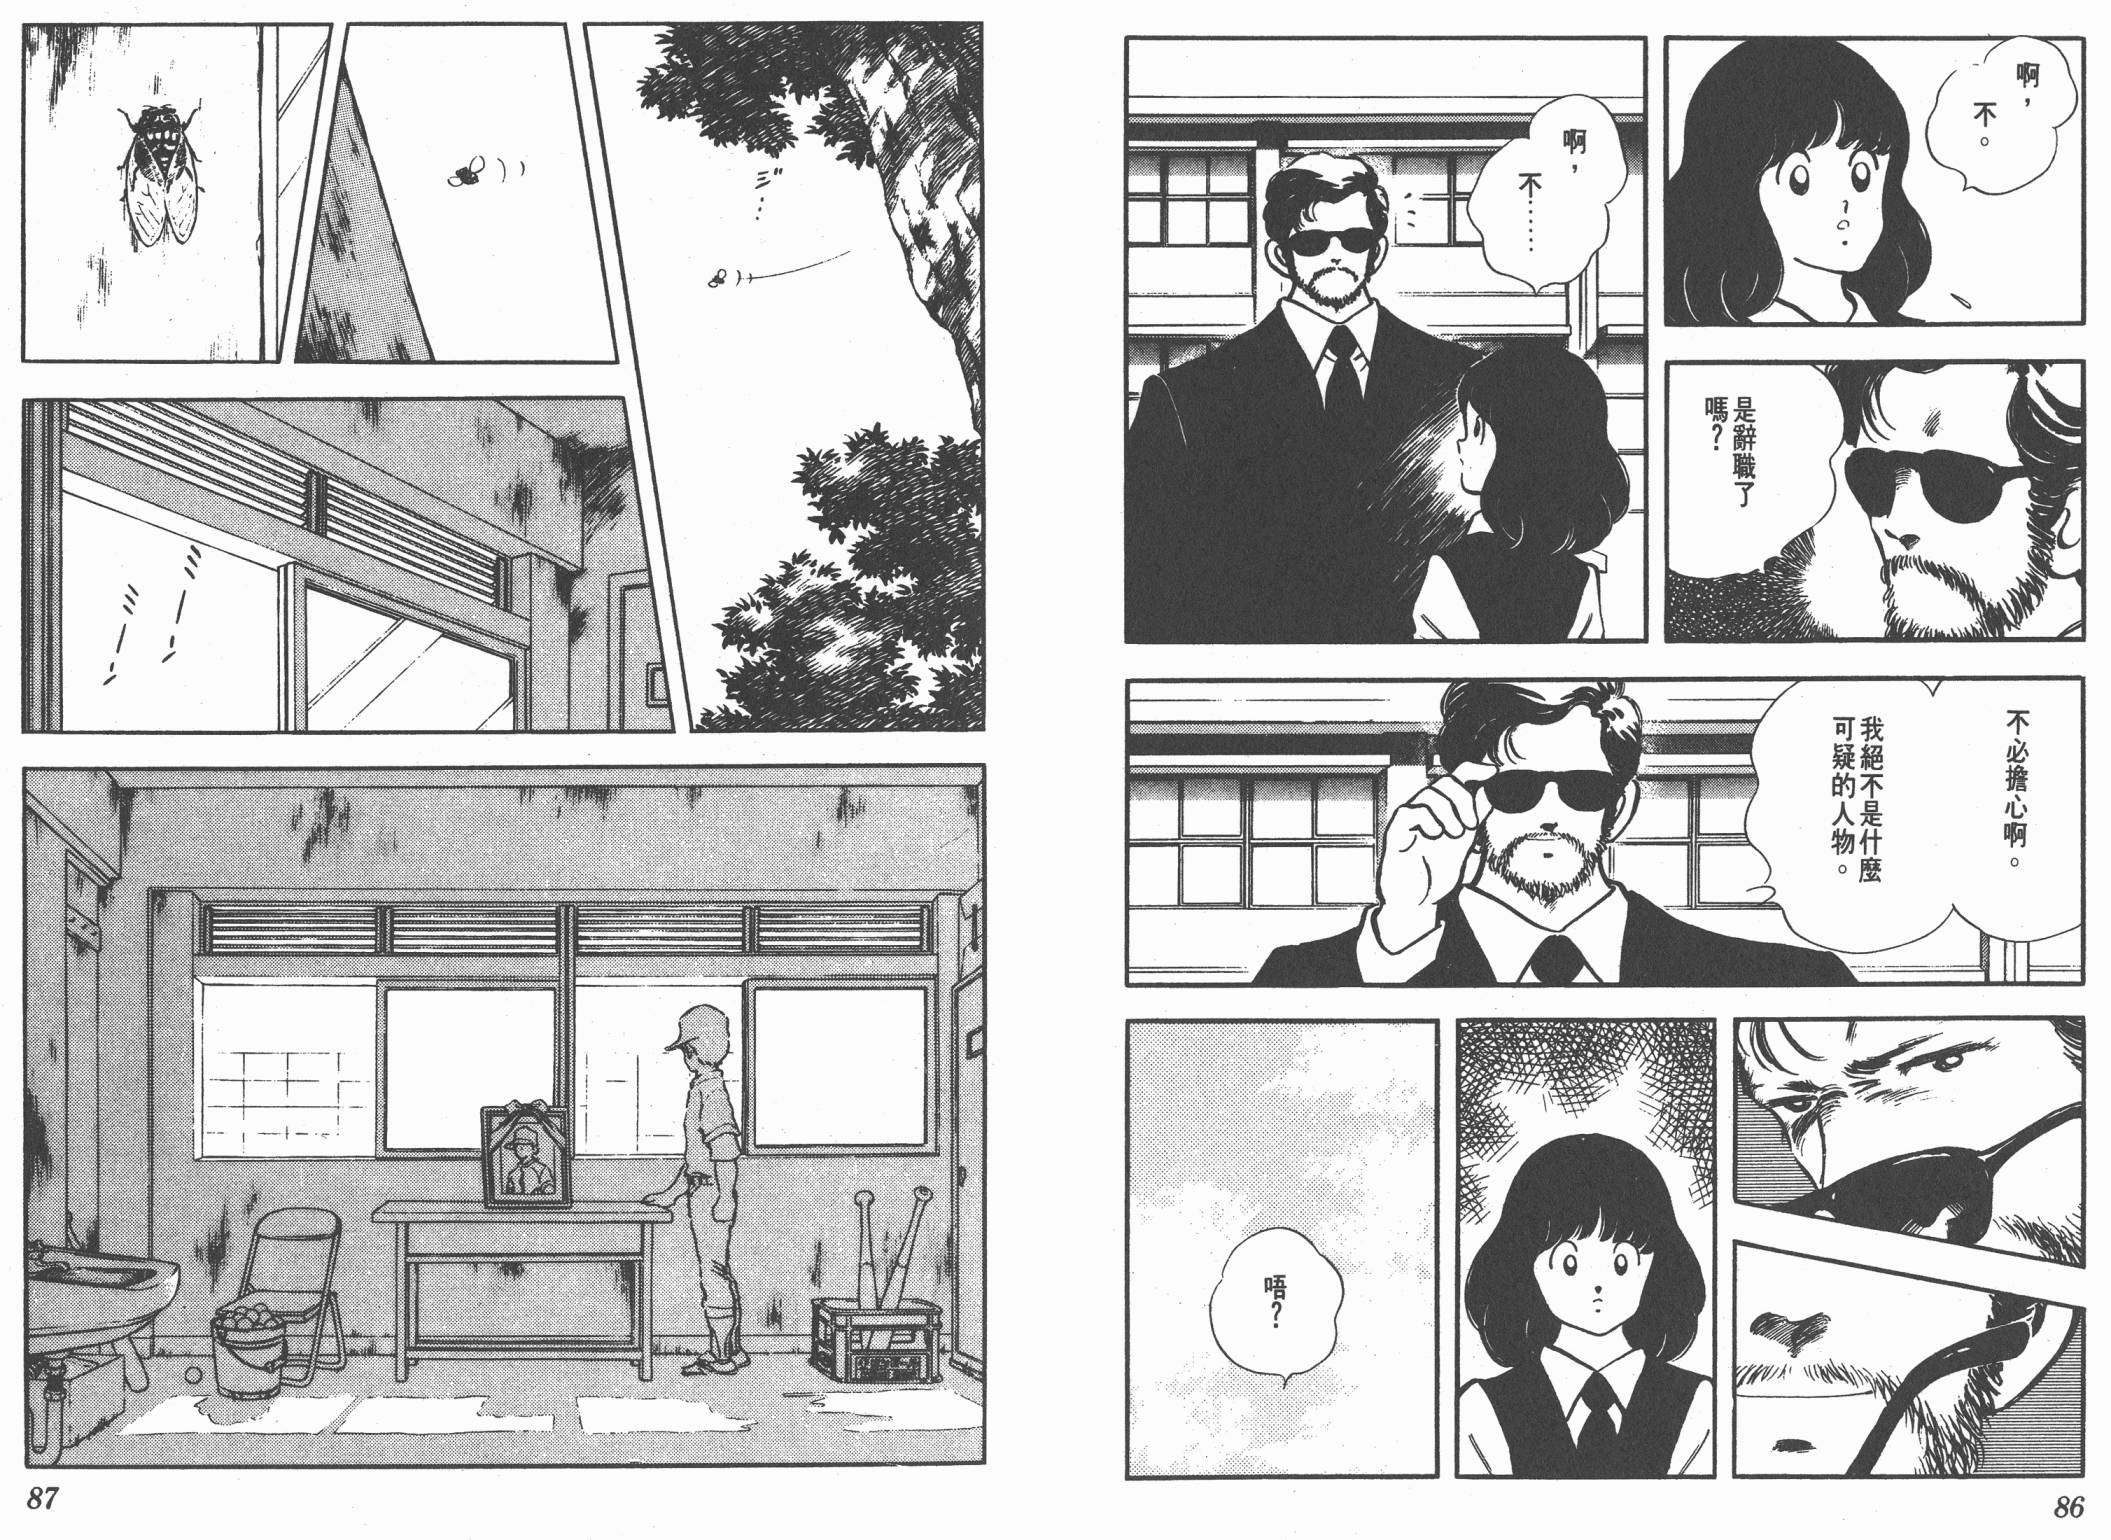 啊，
不。
是辭職了
嗎？
啊，
不……
不必擔心啊。
我絕不是什麼
可疑的人物。
唔？
86
ジ…
87